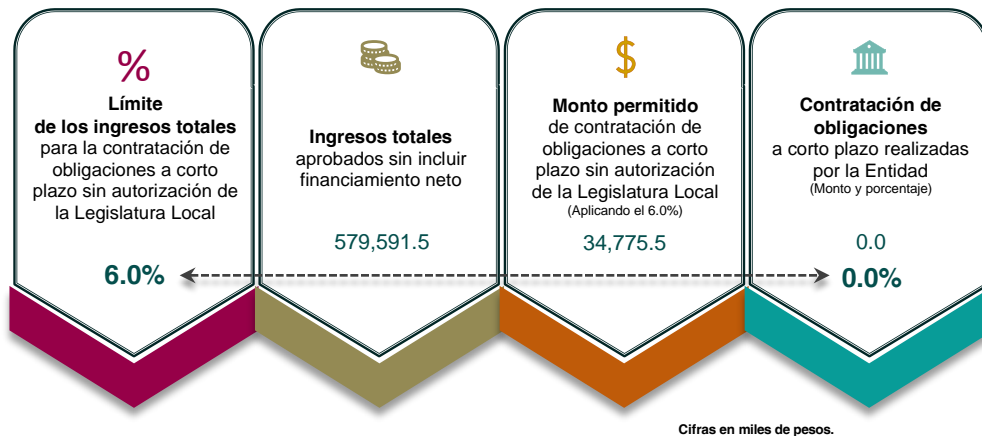 %
Límite
de los ingresos totales
para la contratación de
obligaciones a corto
plazo sin autorización de
la Legislatura Local
6.0%
Ingresos totales
aprobados sin incluir
financiamiento neto
579,591.5
$
Monto permitido
de contratación de
obligaciones a corto
plazo sin autorización
de la Legislatura Local
(Aplicando el 6.0%)
34,775.5
Contratación de
obligaciones
a corto plazo realizadas
por la Entidad
(Monto y porcentaje)
0.0
0.0%
Cifras en miles de pesos.